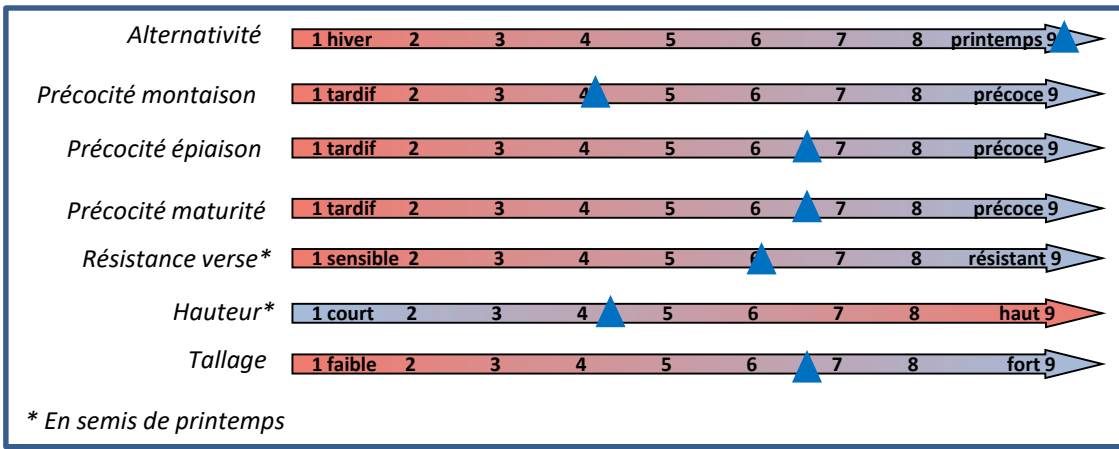 Alternativité 1 hiver 2 3 4 5 6 7 8 printemps 9
Précocité montaison 1 tardif 2 3 4 5 6 7 8 précoce 9
Précocité épiaison 1 tardif 2 3 4 5 6 7 8 précoce 9
Précocité maturité 1 tardif 2 3 4 5 6 7 8 précoce 9
Résistance verse* 1 sensible 2 3 4 5 6 7 8 résistant 9
Hauteur* 1 court 2 3 4 5 6 7 8 haut 9
Tallage 1 faible 2 3 4 5 6 7 8 fort 9
* En semis de printemps